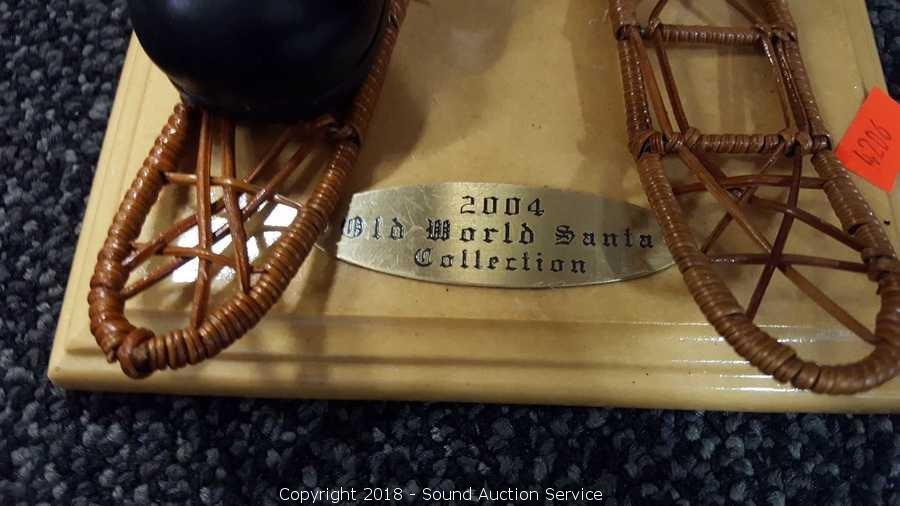 2004
Old World Santa
Collection
4206
Copyright 2018 - Sound Auction Service